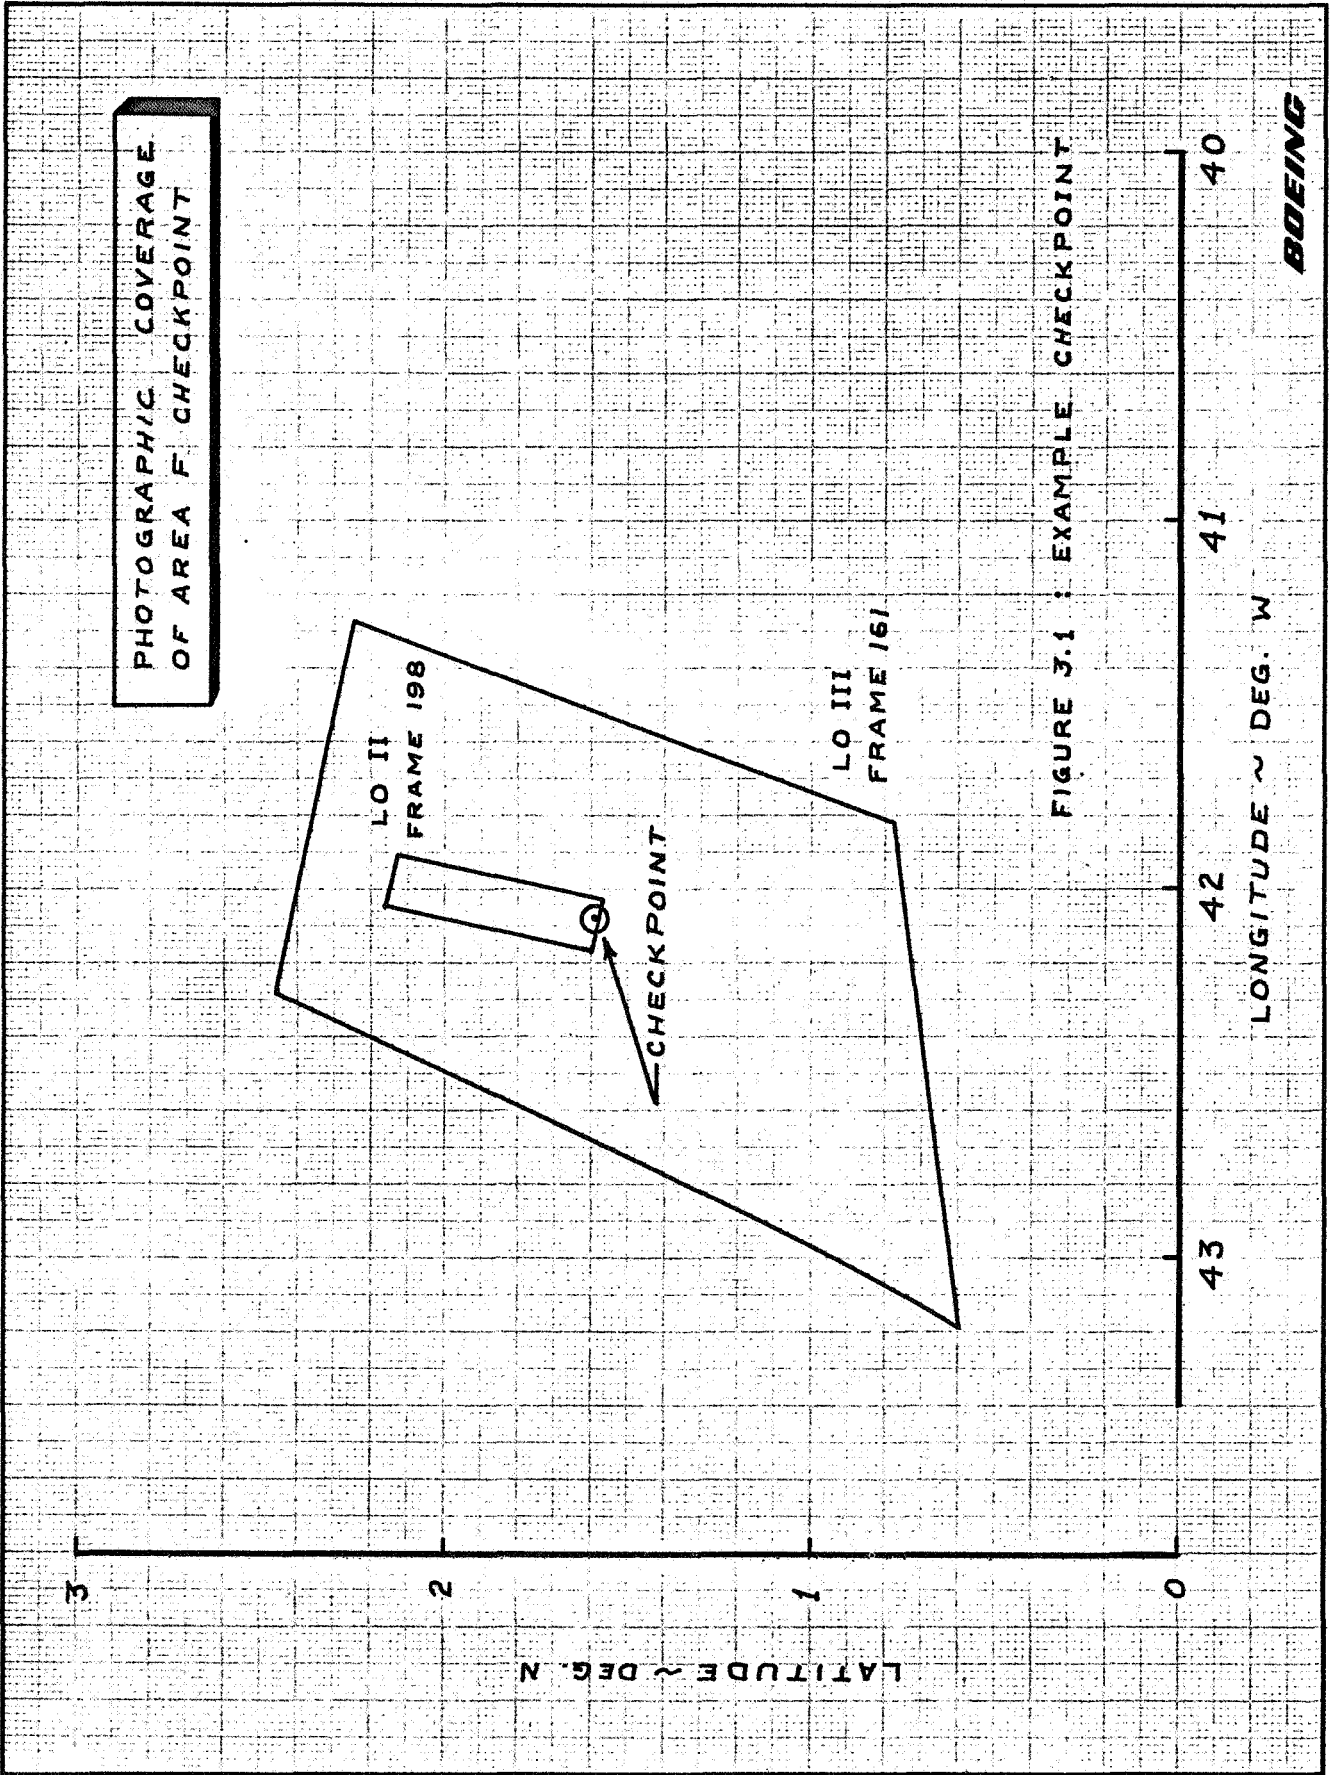 PHOTOGRAPHIC COVERAGE
OF AREA F CHECKPOINT
3
2
1
0
LATITUDE ~ DEG. N
LO II
FRAME 198
CHECKPOINT
LO III
FRAME 161
FIGURE 3.1 : EXAMPLE CHECKPOINT
43
42
41
40
LONGITUDE ~ DEG. W
BOEING